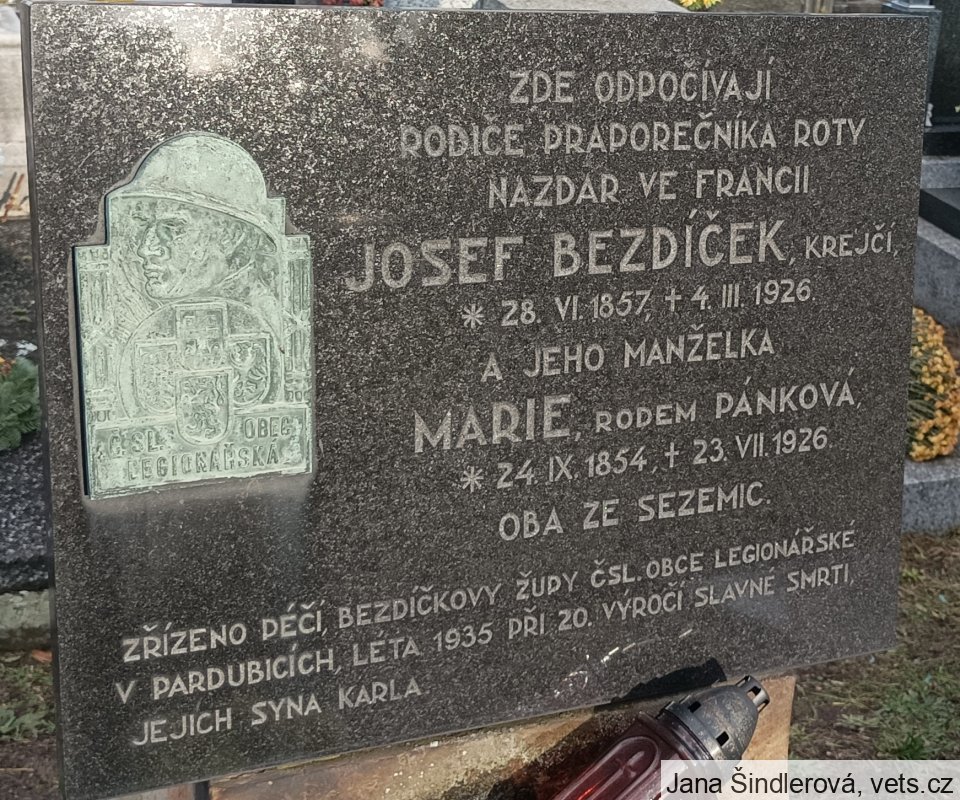 ZDE ODPOČÍVAJÍ
RODIČE PRAPOREČNÍKA ROTY
NAZDAR VE FRANCII
JOSEF BEZDÍČEK, KREJČÍ,
* 28. VI. 1857, † 4. III. 1926.
A JEHO MANŽELKA
MARIE, RODEM PÁNKOVÁ,
* 24. IX. 1854, † 23. VII. 1926.
OBA ZE SEZEMIC.
Č. SL. OBEC
LEGIONÁŘSKÁ
ZŘÍZENO PÉČÍ, BEZDÍČKOVY ŽUPY ČSL. OBCE LEGIONÁŘSKÉ
V PARDUBICÍCH, LÉTA 1935 PŘI 20. VÝROČÍ SLAVNÉ SMRTI,
JEJICH SYNA KARLA.
Jana Šindlerová, vets.cz